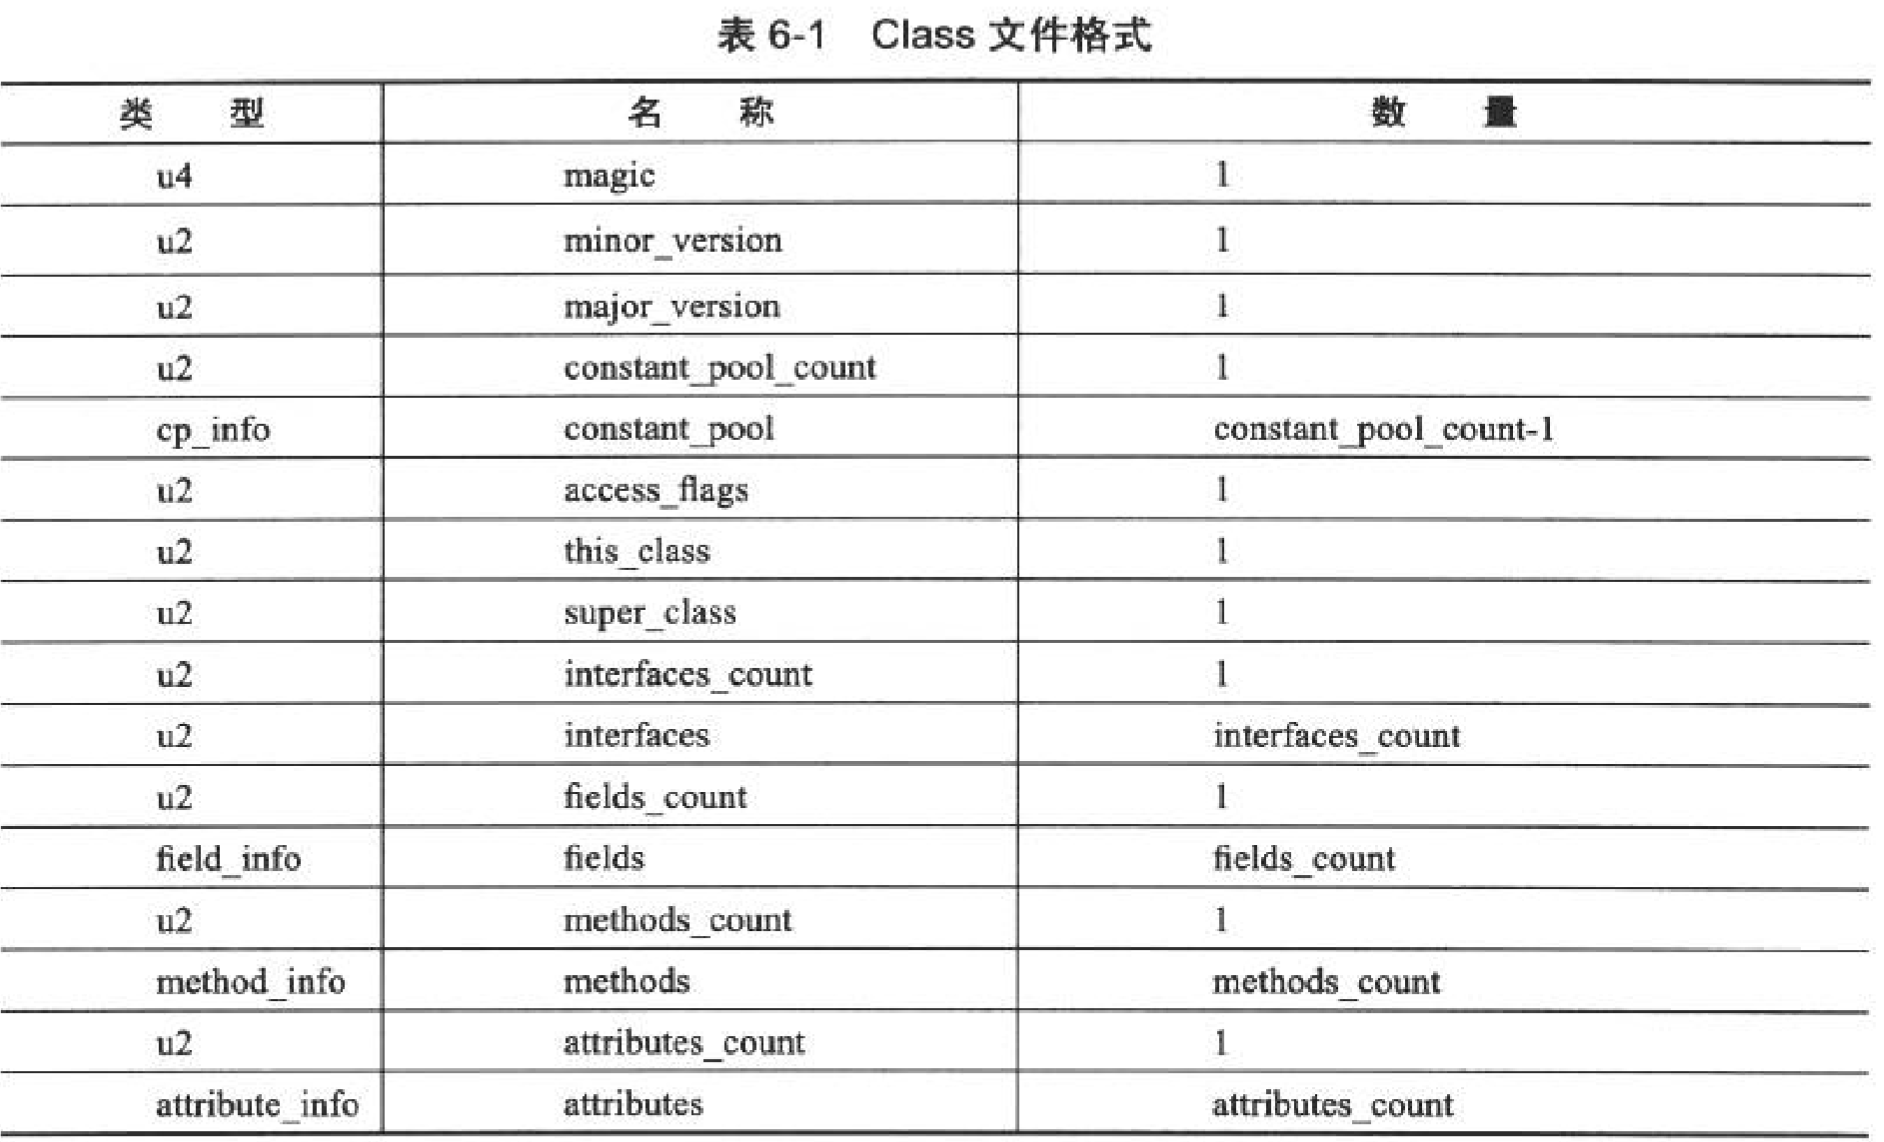 表 6-1 Class 文件格式
类 型 名 称 数 量
u4 magic 1
u2 minor_version 1
u2 major_version 1
u2 constant_pool_count 1
cp_info constant_pool constant_pool_count-1
u2 access_flags 1
u2 this_class 1
u2 super_class 1
u2 interfaces_count 1
u2 interfaces interfaces_count
u2 fields_count 1
field_info fields fields_count
u2 methods_count 1
method_info methods methods_count
u2 attributes_count 1
attribute_info attributes attributes_count